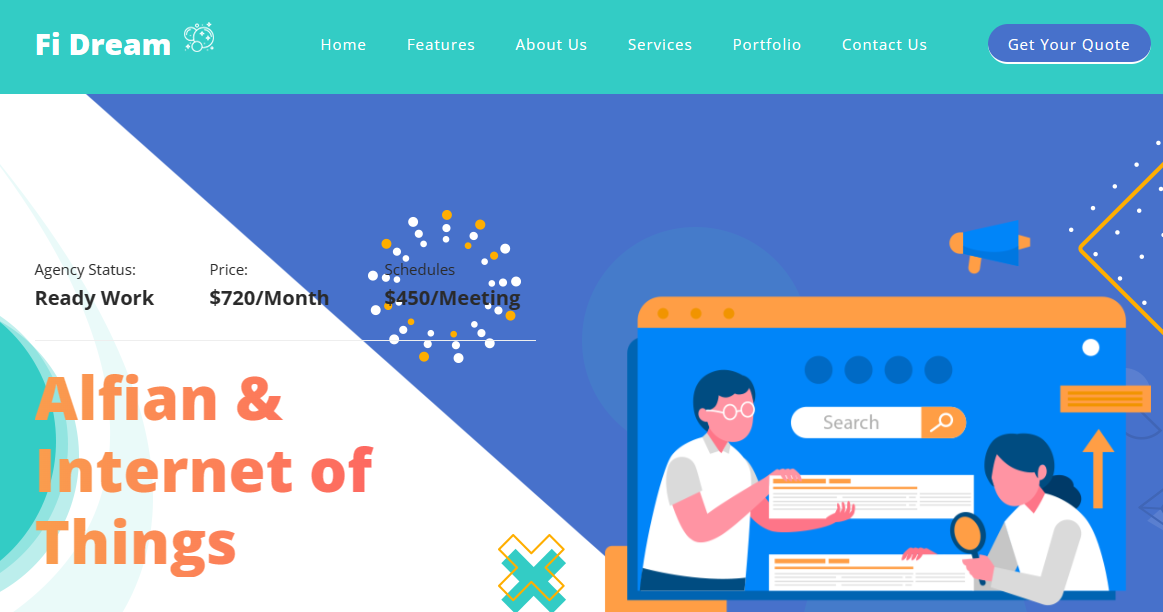 Fi Dream
Home Features About Us Services Portfolio Contact Us Get Your Quote
Agency Status: Price: Schedules
Ready Work $720/Month $450/Meeting
Alfian &
Internet of
Things
Search